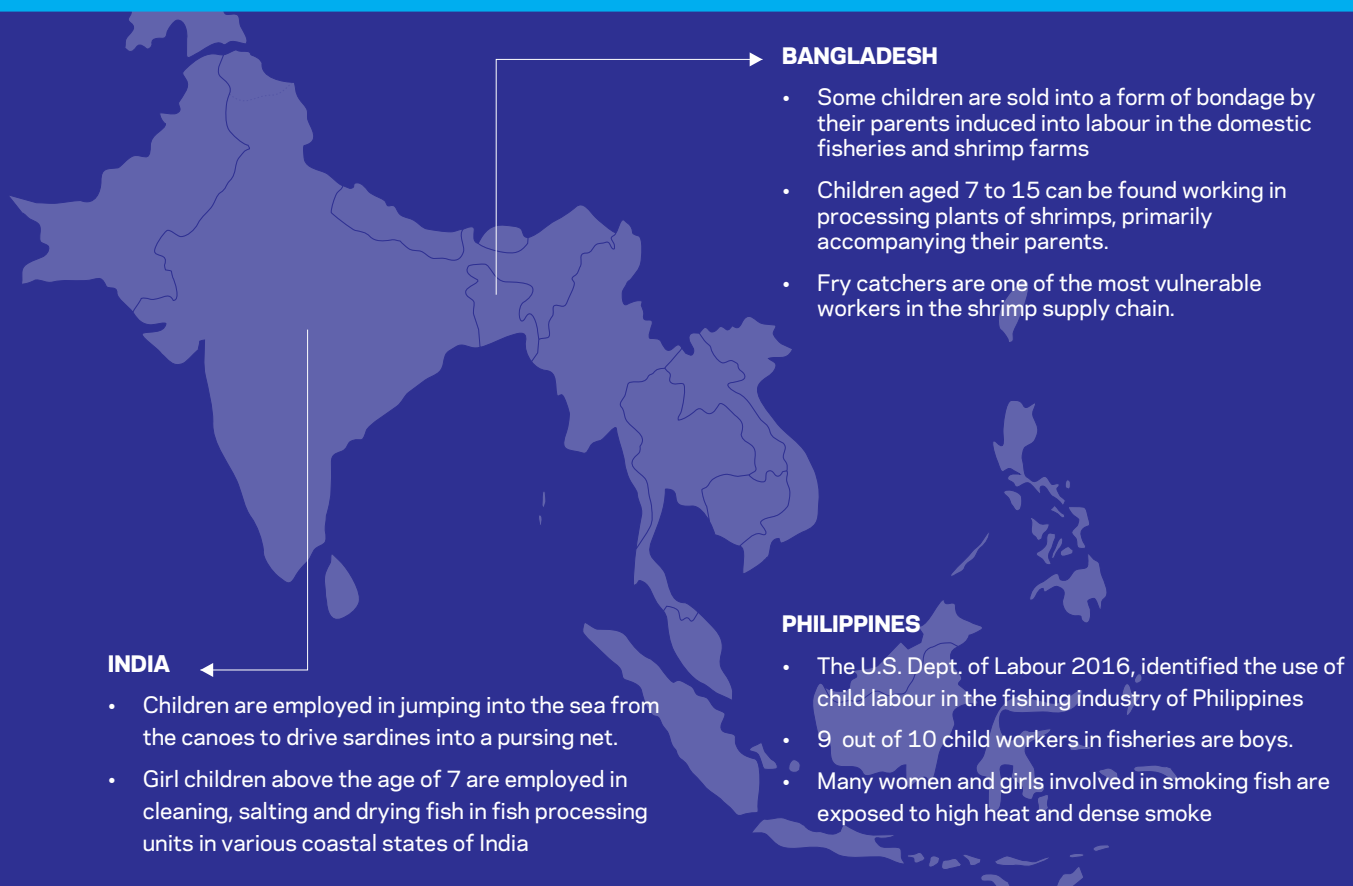 BANGLADESH
• Some children are sold into a form of bondage by
their parents induced into labour in the domestic
fisheries and shrimp farms
• Children aged 7 to 15 can be found working in
processing plants of shrimps, primarily
accompanying their parents.
• Fry catchers are one of the most vulnerable
workers in the shrimp supply chain.
INDIA
• Children are employed in jumping into the sea from
the canoes to drive sardines into a pursing net.
• Girl children above the age of 7 are employed in
cleaning, salting and drying fish in fish processing
units in various coastal states of India
PHILIPPINES
• The U.S. Dept. of Labour 2016, identified the use of
child labour in the fishing industry of Philippines
• 9 out of 10 child workers in fisheries are boys.
• Many women and girls involved in smoking fish are
exposed to high heat and dense smoke